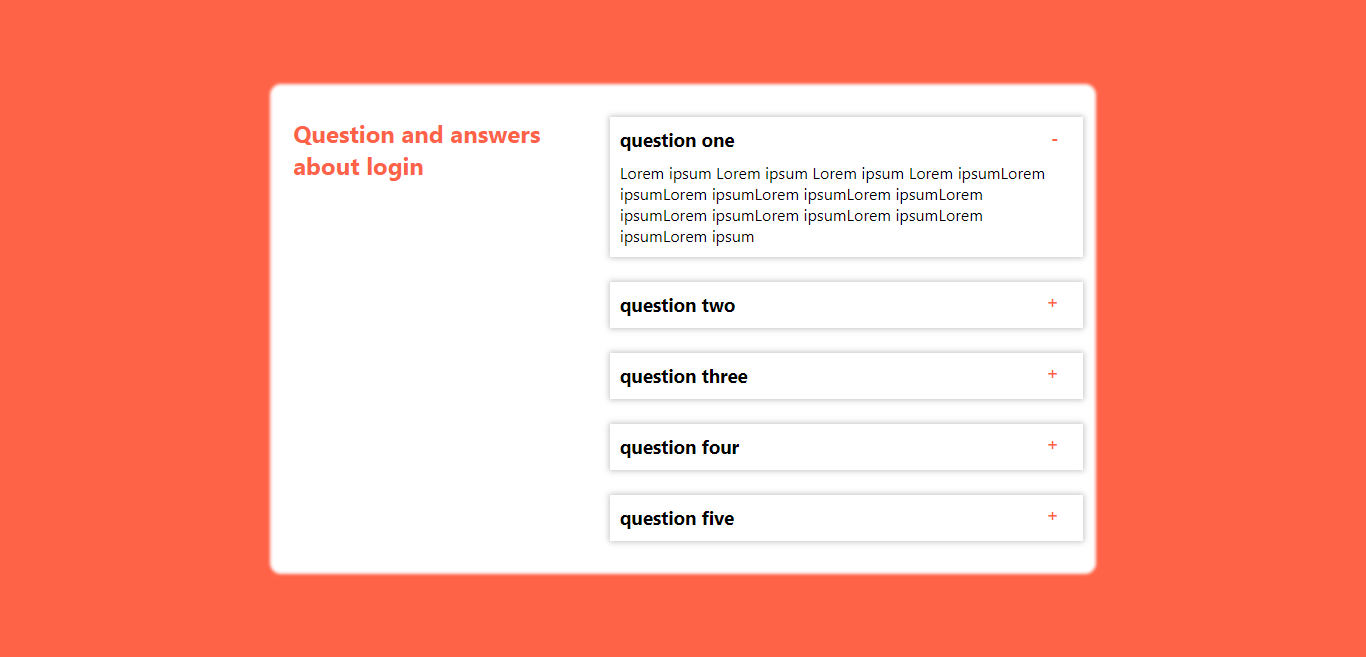 Question and answers
about login
question one -
Lorem ipsum Lorem ipsum Lorem ipsum Lorem ipsumLorem
ipsumLorem ipsumLorem ipsumLorem ipsumLorem
ipsumLorem ipsumLorem ipsumLorem ipsumLorem
ipsumLorem ipsum
question two +
question three +
question four +
question five +